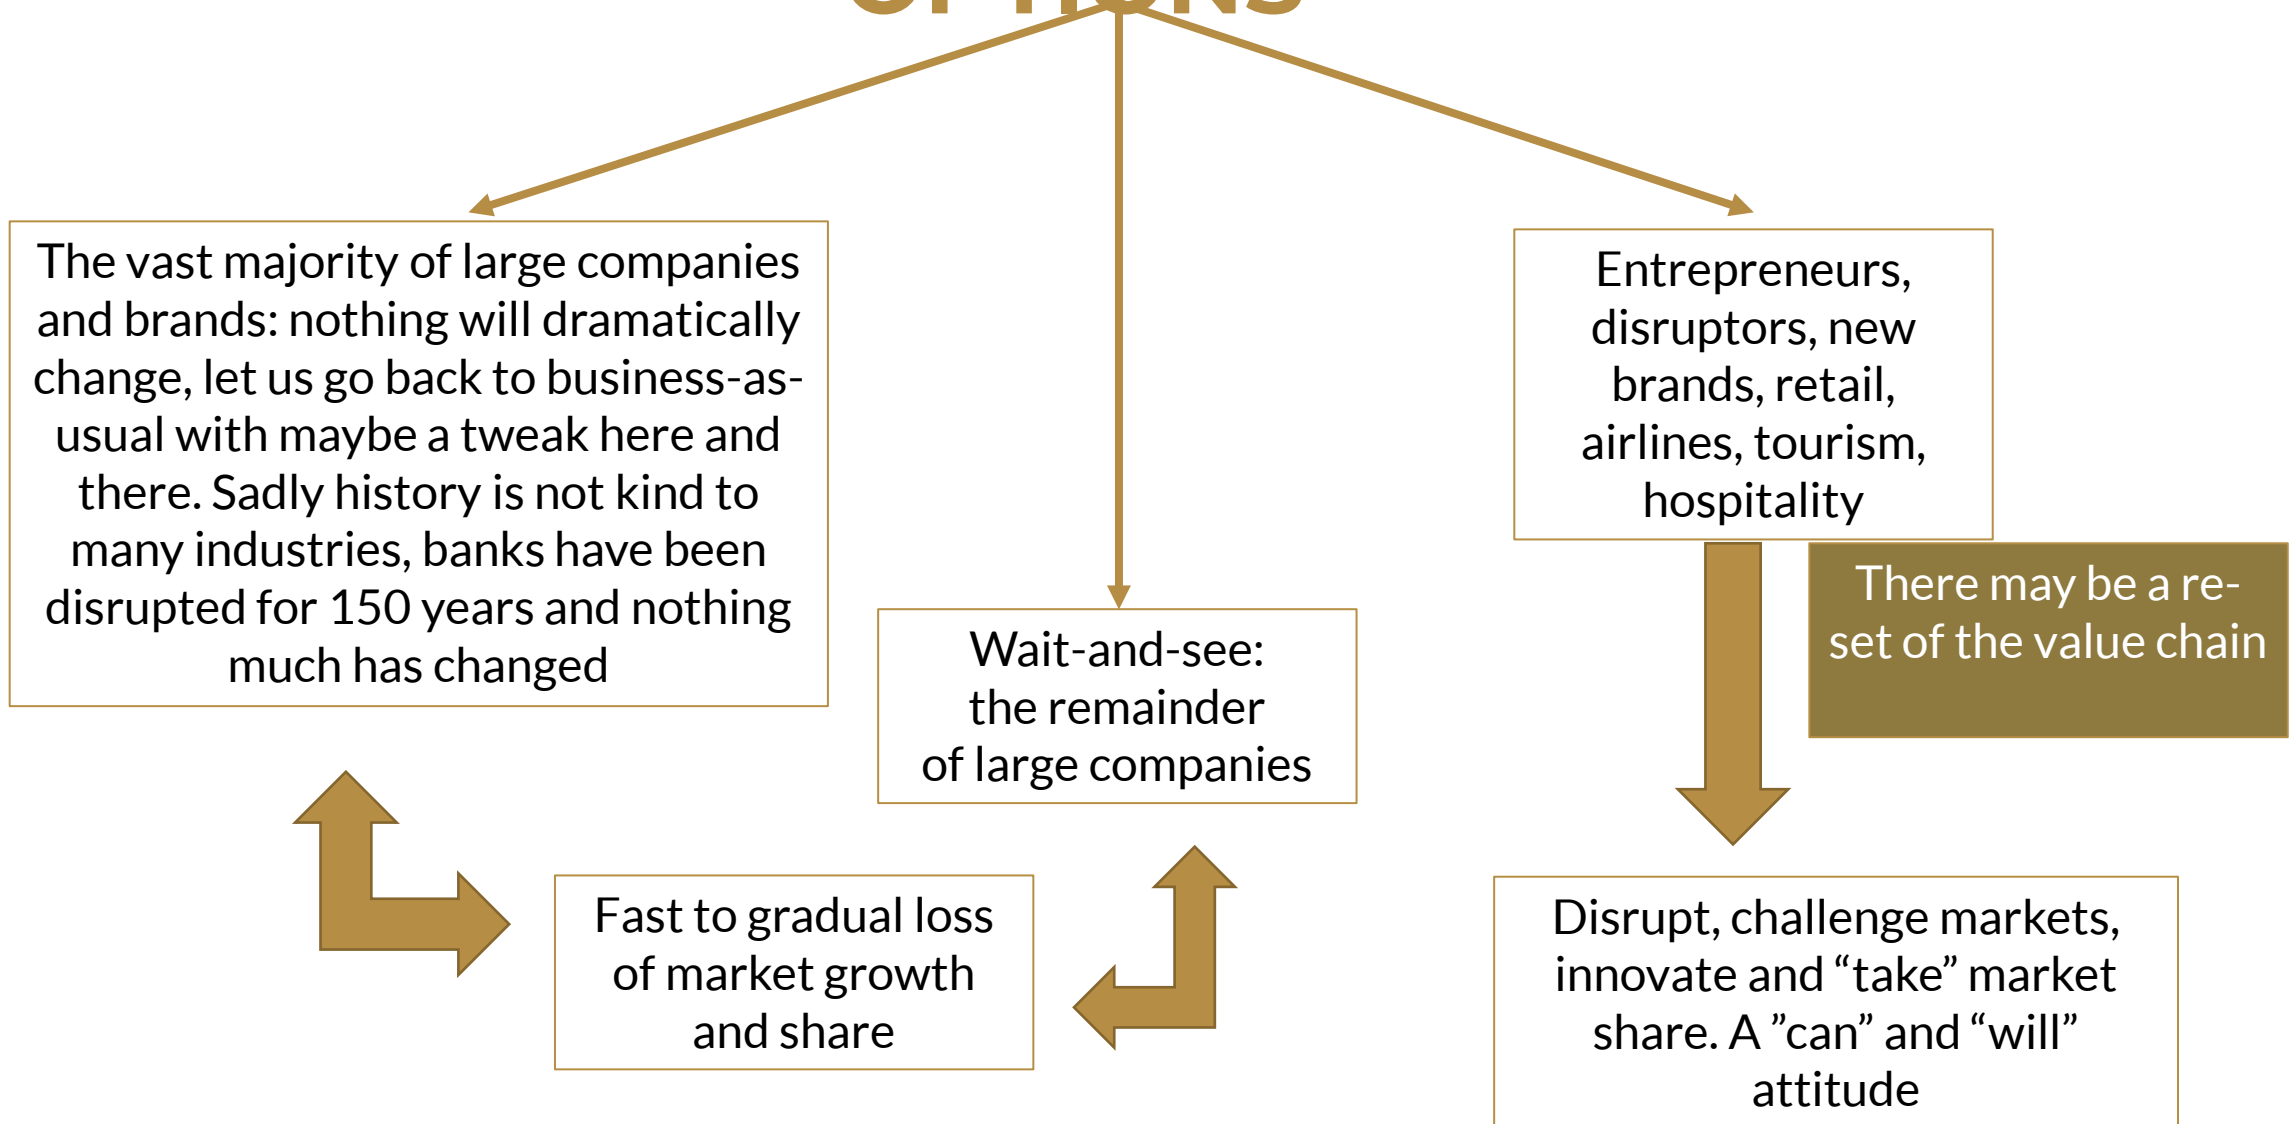 OPTIONS
The vast majority of large companies
and brands: nothing will dramatically
change, let us go back to business-as-
usual with maybe a tweak here and
there. Sadly history is not kind to
many industries, banks have been
disrupted for 150 years and nothing
much has changed
Wait-and-see:
the remainder
of large companies
Fast to gradual loss
of market growth
and share
Entrepreneurs,
disruptors, new
brands, retail,
airlines, tourism,
hospitality
There may be a re-
set of the value chain
Disrupt, challenge markets,
innovate and “take” market
share. A ”can” and “will”
attitude